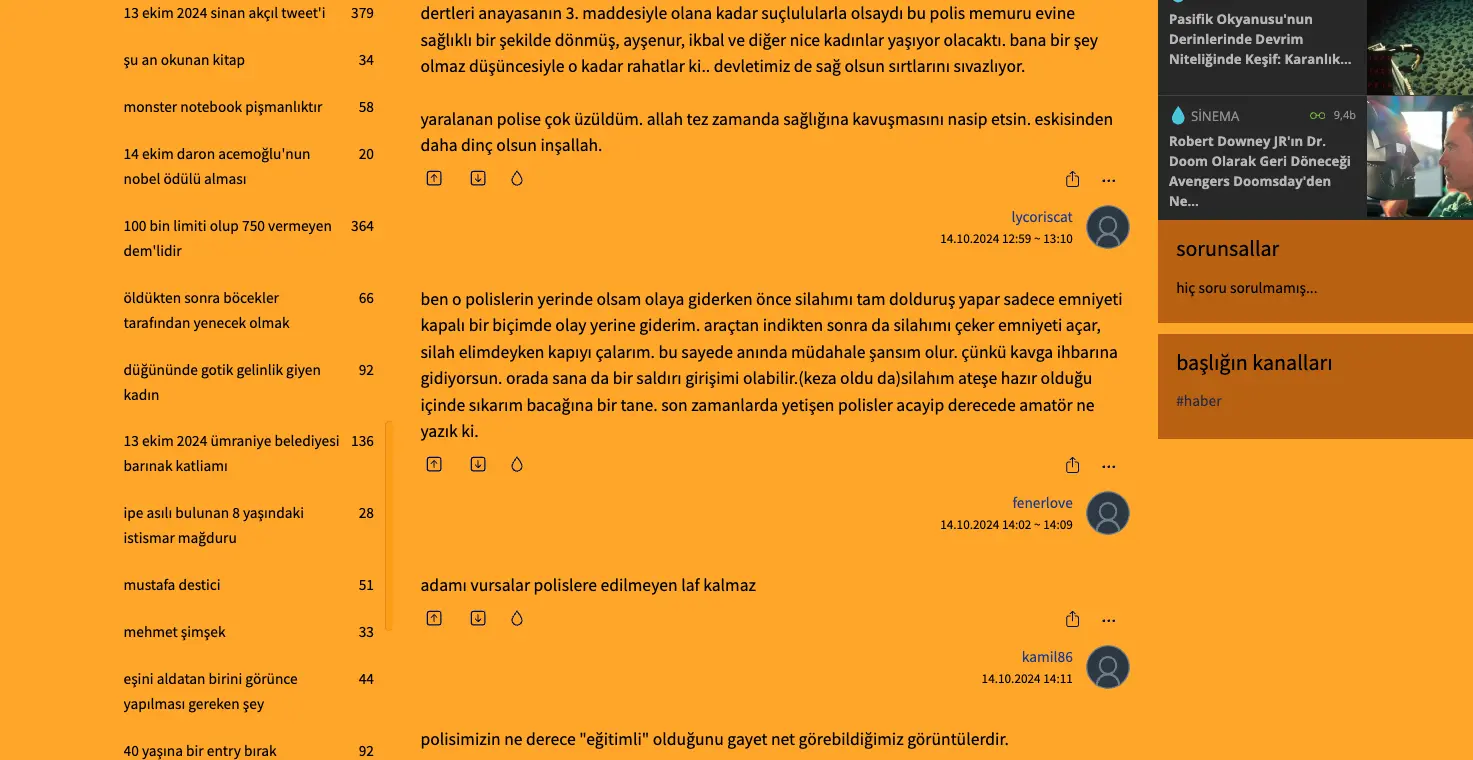 13 ekim 2024 sinan akçıl tweet'i 379
şu an okunan kitap 34
monster notebook pişmanlıktır 58
14 ekim daron acemoğlu'nun 20
nobel ödülü alması
100 bin limiti olup 750 vermeyen 364
dem'lidir
öldükten sonra böcekler 66
tarafından yenecek olmak
düğününde gotik gelinlik giyen 92
kadın
13 ekim 2024 ümraniye belediyesi 136
barınak katliamı
ipe asılı bulunan 8 yaşındaki 28
istismar mağduru
mustafa destici 51
mehmet şimşek 33
eşini aldatan birini görünce 44
yapılması gereken şey
40 yaşına bir entry bırak 92
dertleri anayasanın 3. maddesiyle olana kadar suçlulularla olsaydı bu polis memuru evine
sağlıklı bir şekilde dönmüş, ayşenur, ikbal ve diğer nice kadınlar yaşıyor olacaktı. bana bir şey
olmaz düşüncesiyle o kadar rahatlar ki.. devletimiz de sağ olsun sırtlarını sıvazlıyor.
yaralanan polise çok üzüldüm. allah tez zamanda sağlığına kavuşmasını nasip etsin. eskisinden
daha dinç olsun inşallah.
...
lycoriscat
14.10.2024 12:59 ~ 13:10
ben o polislerin yerinde olsam olaya giderken önce silahımı tam dolduruş yapar sadece emniyeti
kapalı bir biçimde olay yerine giderim. araçtan indikten sonra da silahımı çeker emniyeti açar,
silah elimdeyken kapıyı çalarım. bu sayede anında müdahale şansım olur. çünkü kavga ihbarına
gidiyorsun. orada sana da bir saldırı girişimi olabilir.(keza oldu da)silahım ateşe hazır olduğu
içinde sıkarım bacağına bir tane. son zamanlarda yetişen polisler acayip derecede amatör ne
yazık ki.
...
fenerlove
14.10.2024 14:02 ~ 14:09
adamı vursalar polislere edilmeyen laf kalmaz
...
kamil86
14.10.2024 14:11
polisimizin ne derece "eğitimli" olduğunu gayet net görebildiğimiz görüntülerdir.
Pasifik Okyanusu'nun
Derinlerinde Devrim
Niteliğinde Keşif: Karanlık...
SİNEMA 9,4b
Robert Downey JR'ın Dr.
Doom Olarak Geri Döneceği
Avengers Doomsday'den
Ne...
sorunsallar
hiç soru sorulmamış...
başlığın kanalları
#haber